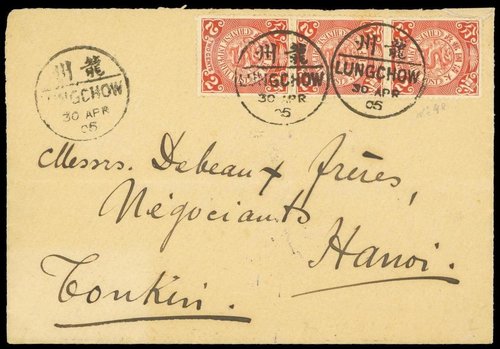 州龍
LUNGCHOW
30 APR
05
州龍
LUNGCHOW
30 APR
05
州龍
LUNGCHOW
30 APR
05
Messrs. Debeaux frères,
Négociants
Hanoi.
Tonkin.